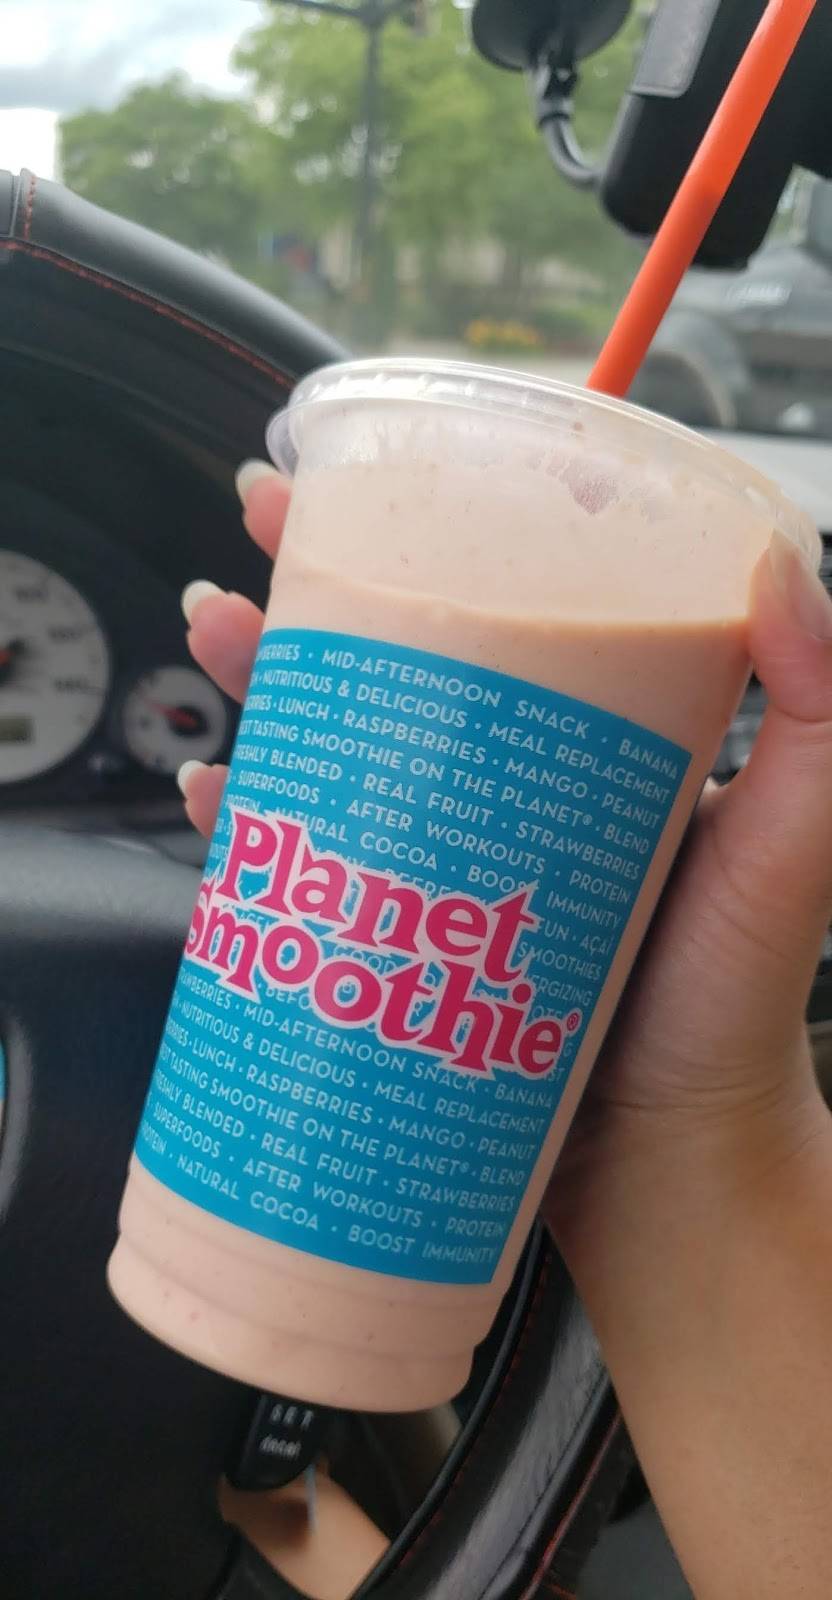 MID-AFTERNOON SNACK • BANANA
NUTRITIOUS & DELICIOUS • MEAL REPLACEMENT
LUNCH • RASPBERRIES • MANGO • PEANUT
TASTING SMOOTHIE ON THE PLANET® • BLEND
BLENDED • REAL FRUIT • STRAWBERRIES
SUPERFOODS • AFTER WORKOUTS • PROTEIN
NATURAL COCOA • BOOST IMMUNITY
FUN • AÇAÍ
SMOOTHIES
Planet
Smoothie®
MID-AFTERNOON SNACK • BANANA
NUTRITIOUS & DELICIOUS • MEAL REPLACEMENT
LUNCH • RASPBERRIES • MANGO • PEANUT
TASTING SMOOTHIE ON THE PLANET® • BLEND
BLENDED • REAL FRUIT • STRAWBERRIES
SUPERFOODS • AFTER WORKOUTS • PROTEIN
NATURAL COCOA • BOOST IMMUNITY
SET